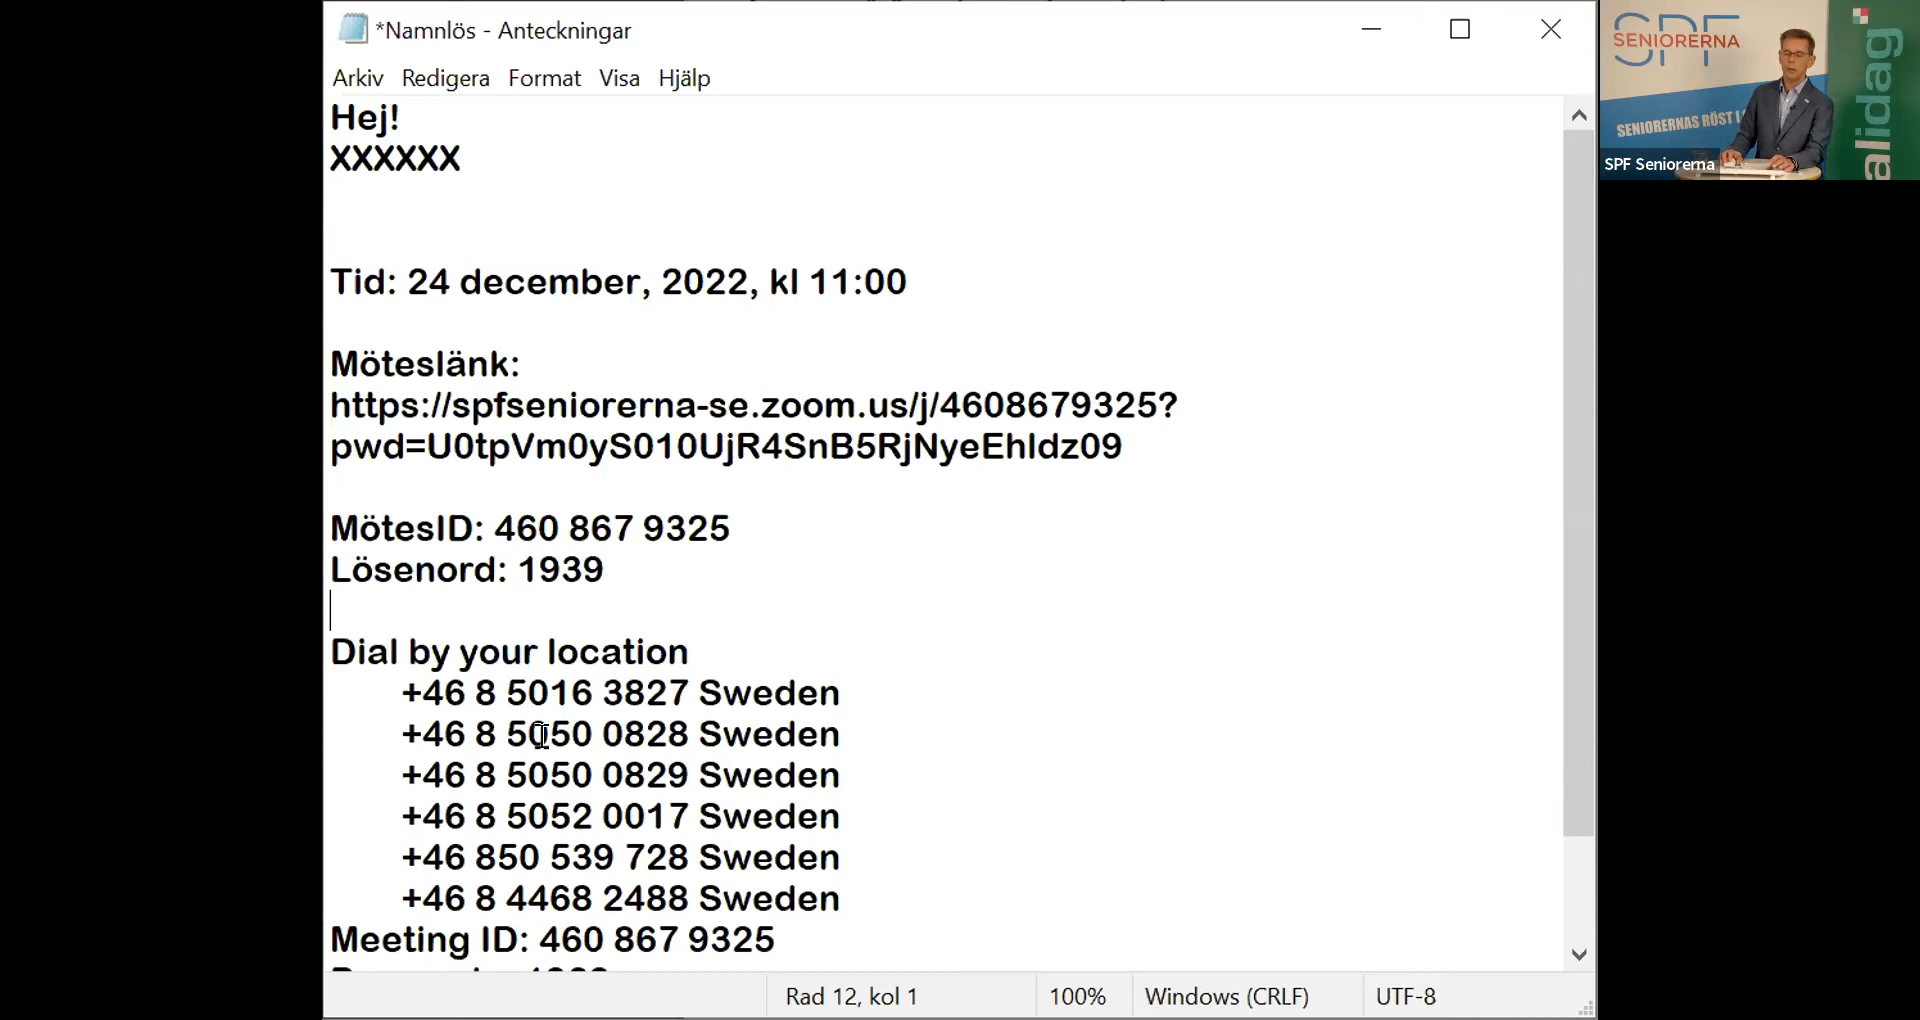 *Namnlös - Anteckningar
Arkiv Redigera Format Visa Hjälp
Hej!
XXXXXX
Tid: 24 december, 2022, kl 11:00
Möteslänk:
https://spfseniorerna-se.zoom.us/j/4608679325?
pwd=U0tpVm0yS010UjR4SnB5RjNyeEhIdz09
MötesID: 460 867 9325
Lösenord: 1939
Dial by your location
+46 8 5016 3827 Sweden
+46 8 5050 0828 Sweden
+46 8 5050 0829 Sweden
+46 8 5052 0017 Sweden
+46 850 539 728 Sweden
+46 8 4468 2488 Sweden
Meeting ID: 460 867 9325
Rad 12, kol 1 100% Windows (CRLF) UTF-8
SPF
SENIORERNA
SENIORERNAS RÖST I
alidag
SPF Seniorerna